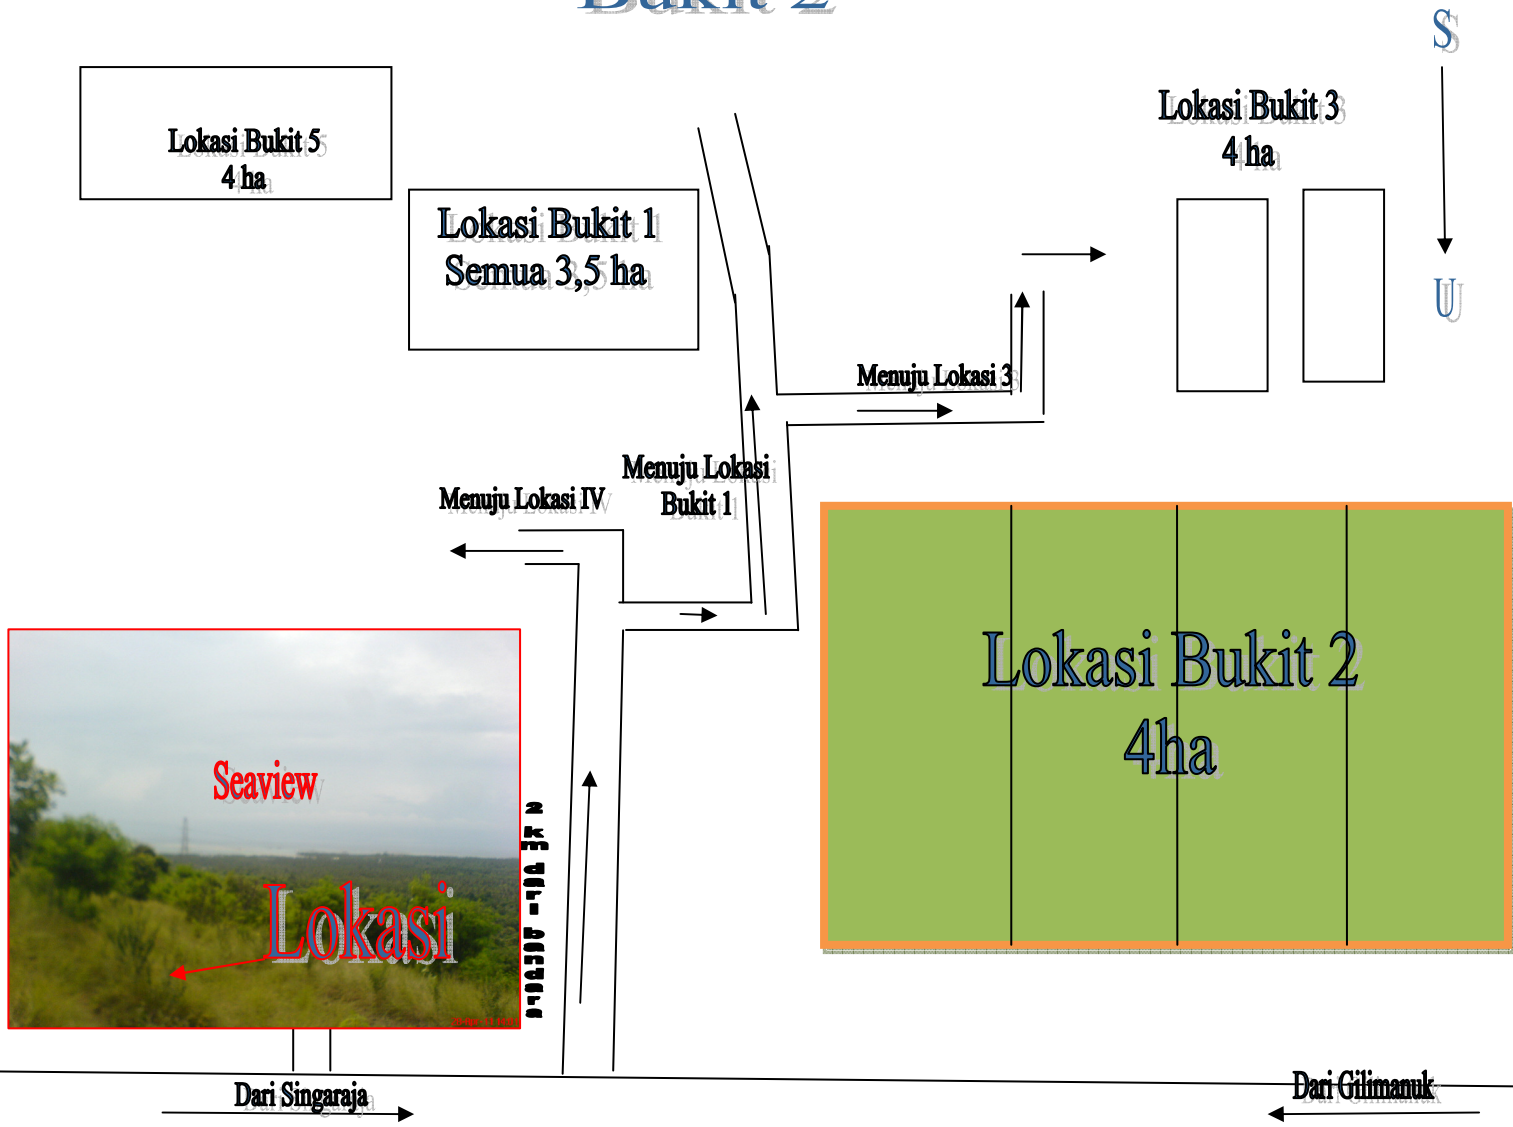 Bukit 2
S
Lokasi Bukit 3
4 ha
Lokasi Bukit 5
4 ha
Lokasi Bukit 1
Semua 3,5 ha
U
Menuju Lokasi 3
Menuju Lokasi
Bukit 1
Menuju Lokasi IV
Lokasi Bukit 2
4ha
Seaview
Lokasi
2 km dari bandara
Dari Singaraja
Dari Gilimanuk